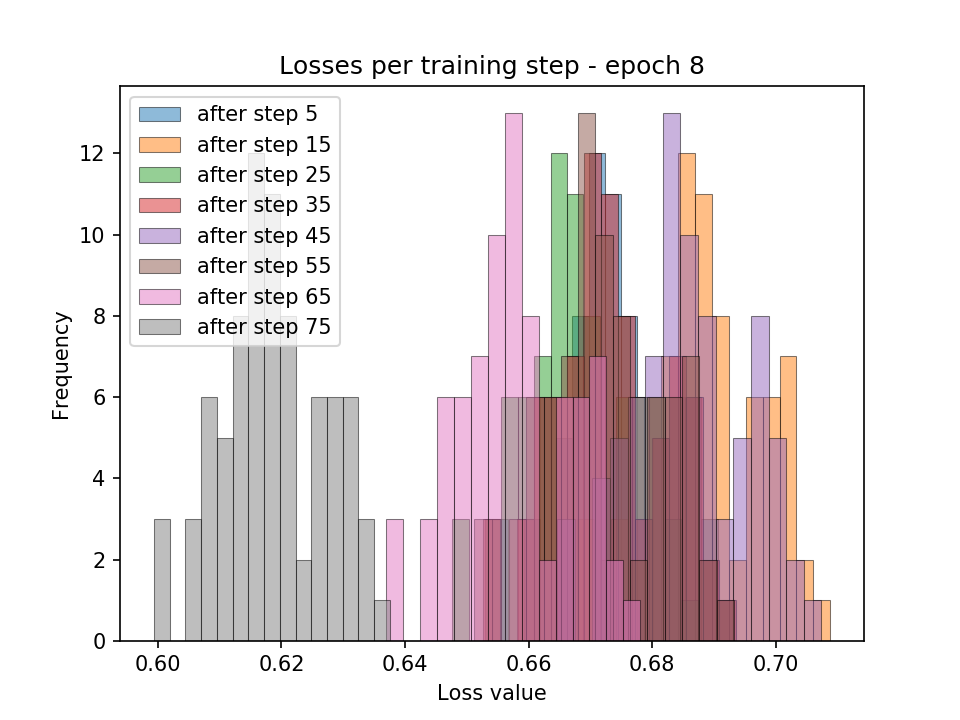 Losses per training step - epoch 8
after step 5
after step 15
after step 25
after step 35
after step 45
after step 55
after step 65
after step 75
Frequency
12
10
8
6
4
2
0
0.60 0.62 0.64 0.66 0.68 0.70
Loss value